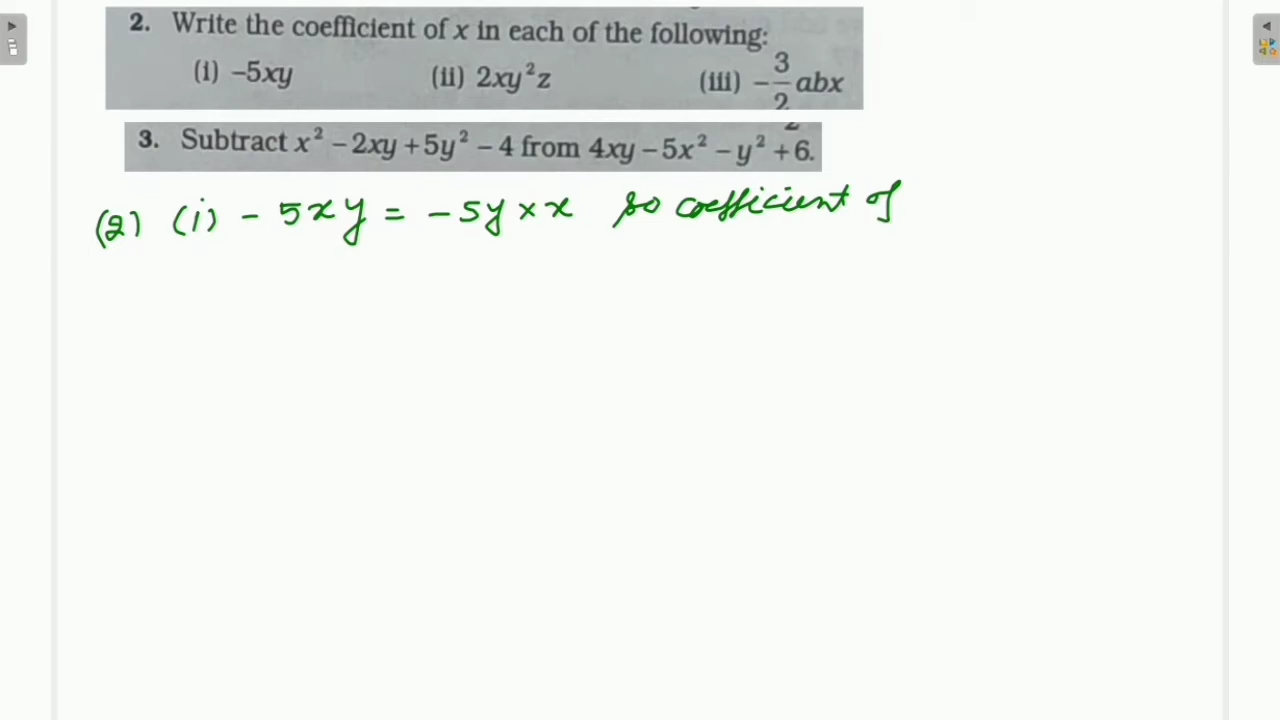 2. Write the coefficient of x in each of the following:
(i) −5xy (ii) 2xy²z (iii) −3/2 abx
3. Subtract x² − 2xy + 5y² − 4 from 4xy − 5x² − y² + 6.
(2) (i) - 5xy = -5y × x so coefficient of